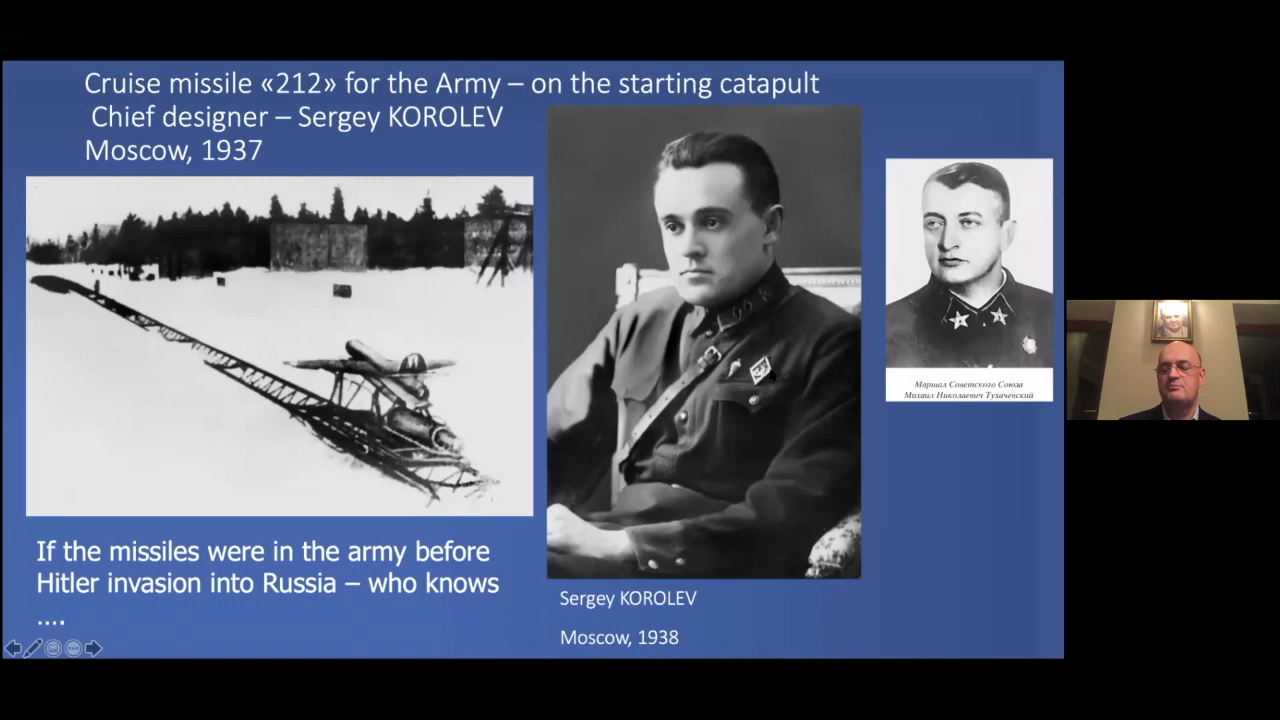 Cruise missile «212» for the Army – on the starting catapult
Chief designer – Sergey KOROLEV
Moscow, 1937
Маршал Советского Союза
Михаил Николаевич Тухачевский
If the missiles were in the army before
Hitler invasion into Russia – who knows
....
Sergey KOROLEV
Moscow, 1938